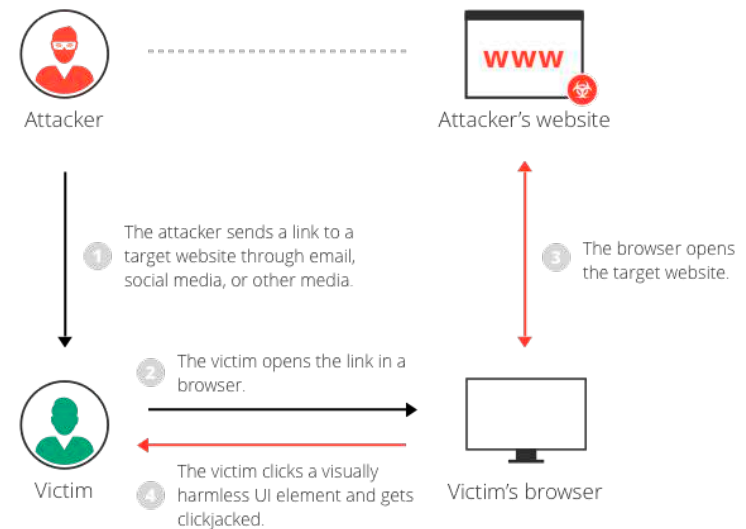 www
Attacker
Attacker's website
1
The attacker sends a link to a
target website through email,
social media, or other media.
3
The browser opens
the target website.
2
The victim opens the link in a
browser.
Victim
4
The victim clicks a visually
harmless UI element and gets
clickjacked.
Victim's browser